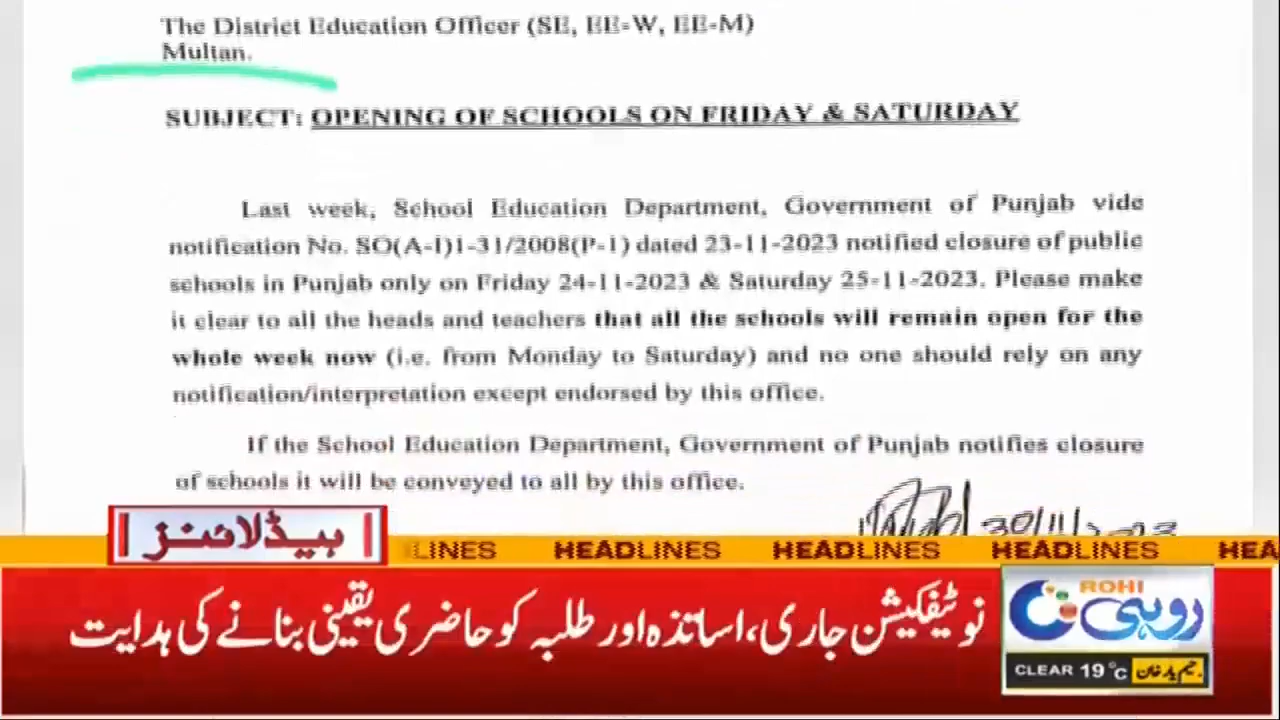 The District Education Officer (SE, EE-W, EE-M)
Multan.
SUBJECT: OPENING OF SCHOOLS ON FRIDAY & SATURDAY
Last week, School Education Department, Government of Punjab vide
notification No. SO(A-I)1-31/2008(P-1) dated 23-11-2023 notified closure of public
schools in Punjab only on Friday 24-11-2023 & Saturday 25-11-2023. Please make
it clear to all the heads and teachers that all the schools will remain open for the
whole week now (i.e. from Monday to Saturday) and no one should rely on any
notification/interpretation except endorsed by this office.
If the School Education Department, Government of Punjab notifies closure
of schools it will be conveyed to all by this office.
30/11/2023
ہیڈلائنز
LINES HEADLINES HEADLINES HEADLINES HEA
نوٹیفکیشن جاری، اساتذہ اور طلبہ کو حاضری یقینی بنانے کی ہدایت
ROHI
روہی
CLEAR 19°C رحیم یار خان